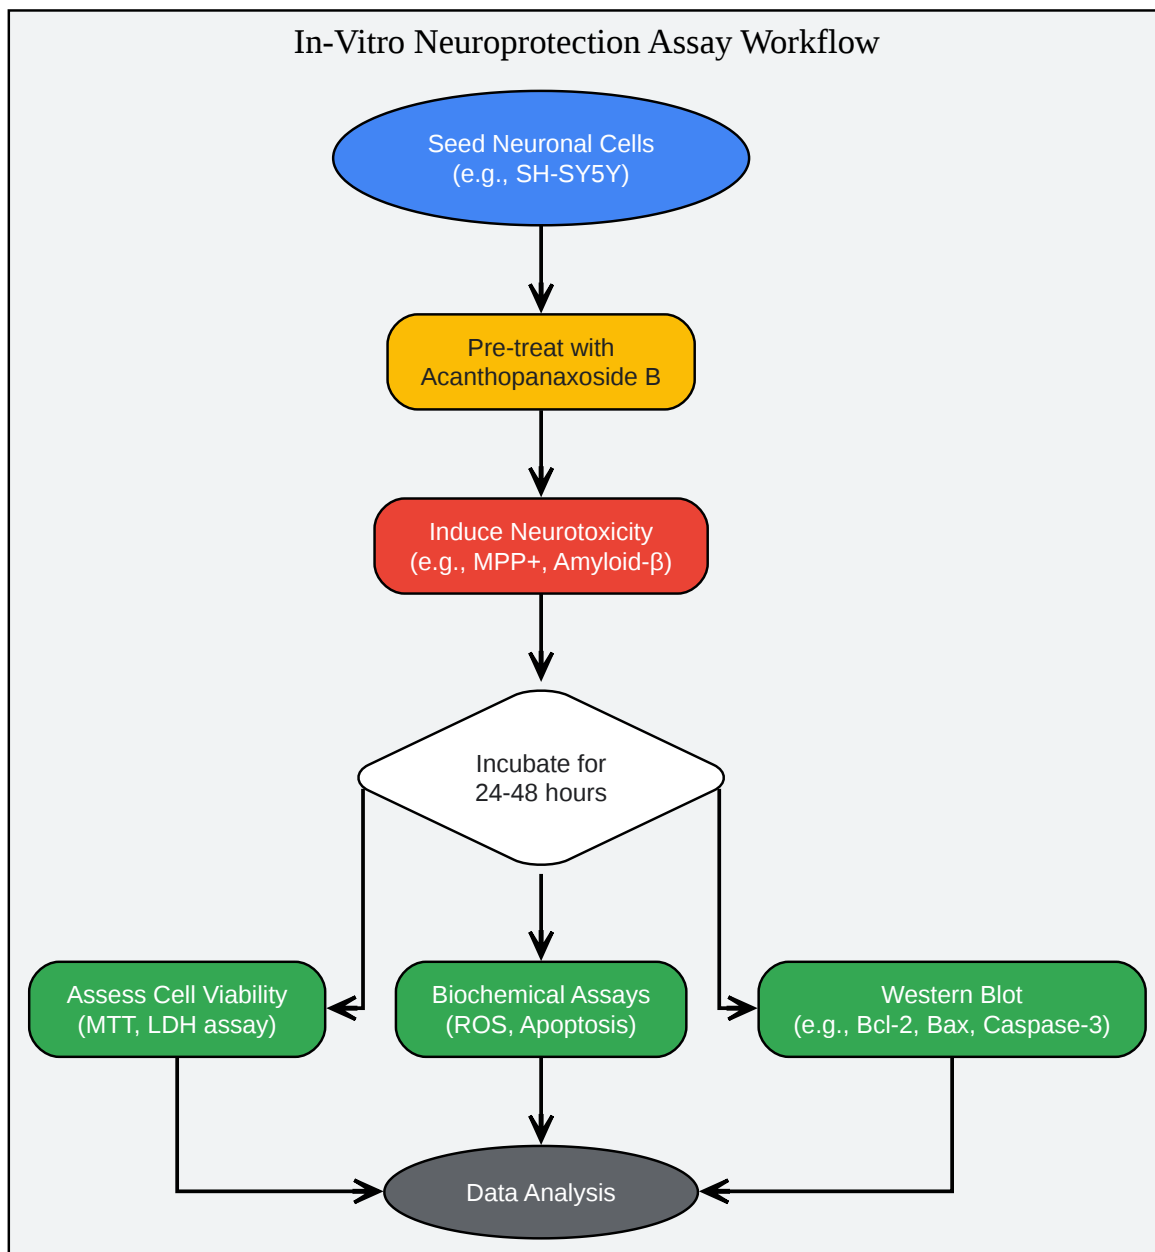 In-Vitro Neuroprotection Assay Workflow
Seed Neuronal Cells
(e.g., SH-SY5Y)
Pre-treat with
Acanthopanaxoside B
Induce Neurotoxicity
(e.g., MPP+, Amyloid-β)
Incubate for
24-48 hours
Assess Cell Viability
(MTT, LDH assay)
Biochemical Assays
(ROS, Apoptosis)
Western Blot
(e.g., Bcl-2, Bax, Caspase-3)
Data Analysis